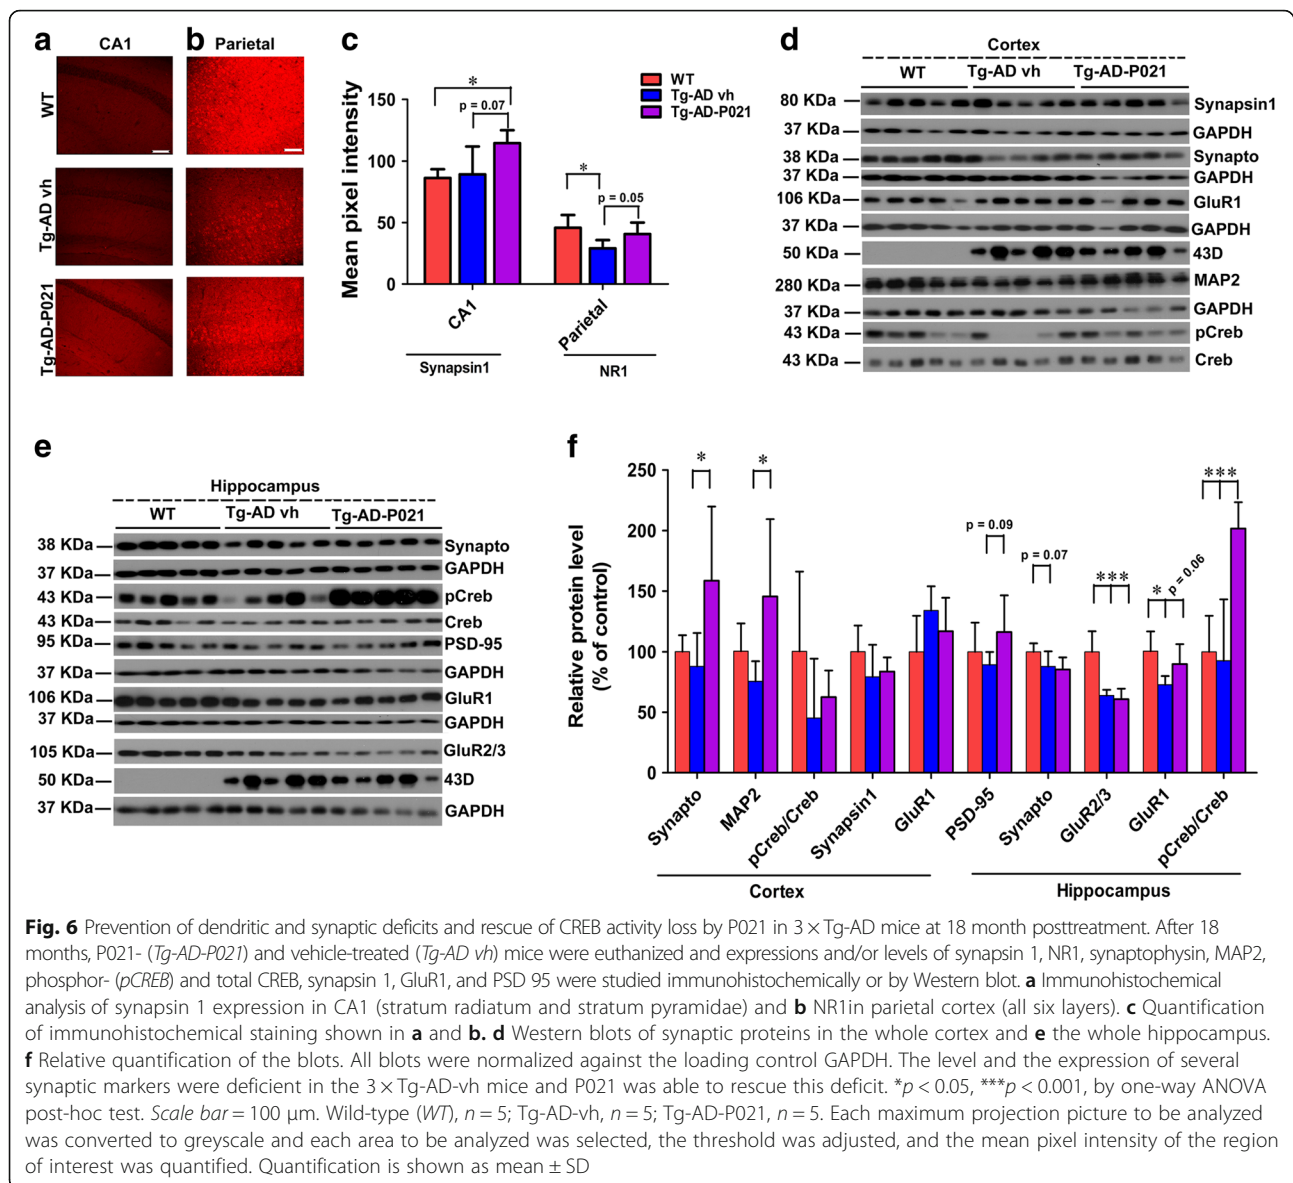 a
CA1
b
Parietal
WT
Tg-AD vh
Tg-AD-P021
c
Mean pixel intensity
150
100
50
0
*
p = 0.07
*
p = 0.05
WT
Tg-AD vh
Tg-AD-P021
CA1
Parietal
Synapsin1
NR1
d
Cortex
WT
Tg-AD vh
Tg-AD-P021
80 KDa
Synapsin1
37 KDa
GAPDH
38 KDa
Synapto
37 KDa
GAPDH
106 KDa
GluR1
37 KDa
GAPDH
50 KDa
43D
280 KDa
MAP2
37 KDa
GAPDH
43 KDa
pCreb
43 KDa
Creb
e
Hippocampus
WT
Tg-AD vh
Tg-AD-P021
38 KDa
Synapto
37 KDa
GAPDH
43 KDa
pCreb
43 KDa
Creb
95 KDa
PSD-95
37 KDa
GAPDH
106 KDa
GluR1
37 KDa
GAPDH
105 KDa
GluR2/3
50 KDa
43D
37 KDa
GAPDH
f
Relative protein level
(% of control)
250
200
150
100
50
0
*
*
p = 0.09
p = 0.07
***
*
p = 0.06
***
Synapto
MAP2
pCreb/Creb
Synapsin1
GluR1
PSD-95
Synapto
GluR2/3
GluR1
pCreb/Creb
Cortex
Hippocampus
Fig. 6 Prevention of dendritic and synaptic deficits and rescue of CREB activity loss by P021 in 3 × Tg-AD mice at 18 month posttreatment. After 18
months, P021- (Tg-AD-P021) and vehicle-treated (Tg-AD vh) mice were euthanized and expressions and/or levels of synapsin 1, NR1, synaptophysin, MAP2,
phosphor- (pCREB) and total CREB, synapsin 1, GluR1, and PSD 95 were studied immunohistochemically or by Western blot. a Immunohistochemical
analysis of synapsin 1 expression in CA1 (stratum radiatum and stratum pyramidae) and b NR1in parietal cortex (all six layers). c Quantification
of immunohistochemical staining shown in a and b. d Western blots of synaptic proteins in the whole cortex and e the whole hippocampus.
f Relative quantification of the blots. All blots were normalized against the loading control GAPDH. The level and the expression of several
synaptic markers were deficient in the 3 × Tg-AD-vh mice and P021 was able to rescue this deficit. *p < 0.05, ***p < 0.001, by one-way ANOVA
post-hoc test. Scale bar = 100 μm. Wild-type (WT), n = 5; Tg-AD-vh, n = 5; Tg-AD-P021, n = 5. Each maximum projection picture to be analyzed
was converted to greyscale and each area to be analyzed was selected, the threshold was adjusted, and the mean pixel intensity of the region
of interest was quantified. Quantification is shown as mean ± SD